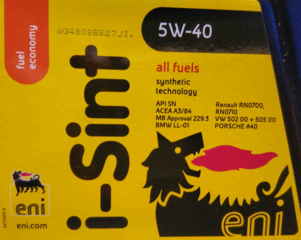 fuel
economy
5W-40
all fuels
synthetic
technology
API SN
ACEA A3/B4
MB Approval 229.3
BMW LL-01
Renault RN0700,
RN0710
VW 502 00 + 505 00
PORSCHE A40
i-Sint
eni
eni.com
eni